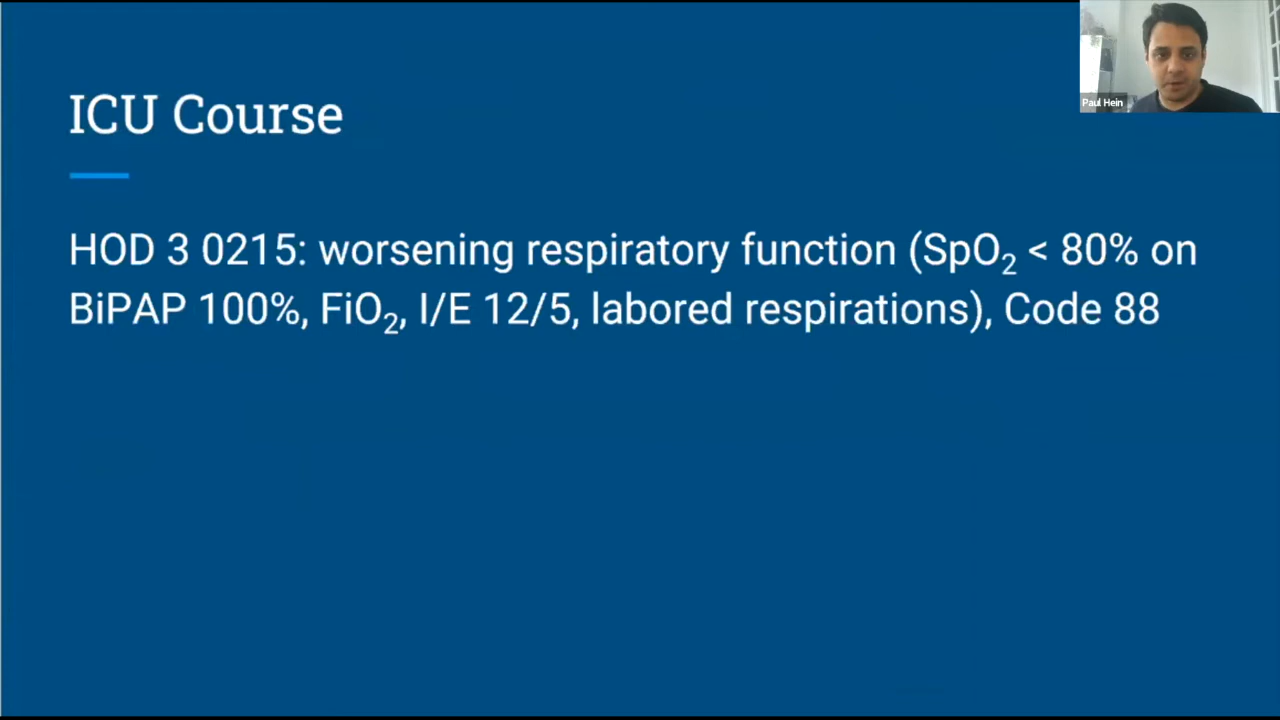 ICU Course
HOD 3 0215: worsening respiratory function (SpO₂ < 80% on
BiPAP 100%, FiO₂, I/E 12/5, labored respirations), Code 88
Paul Hein